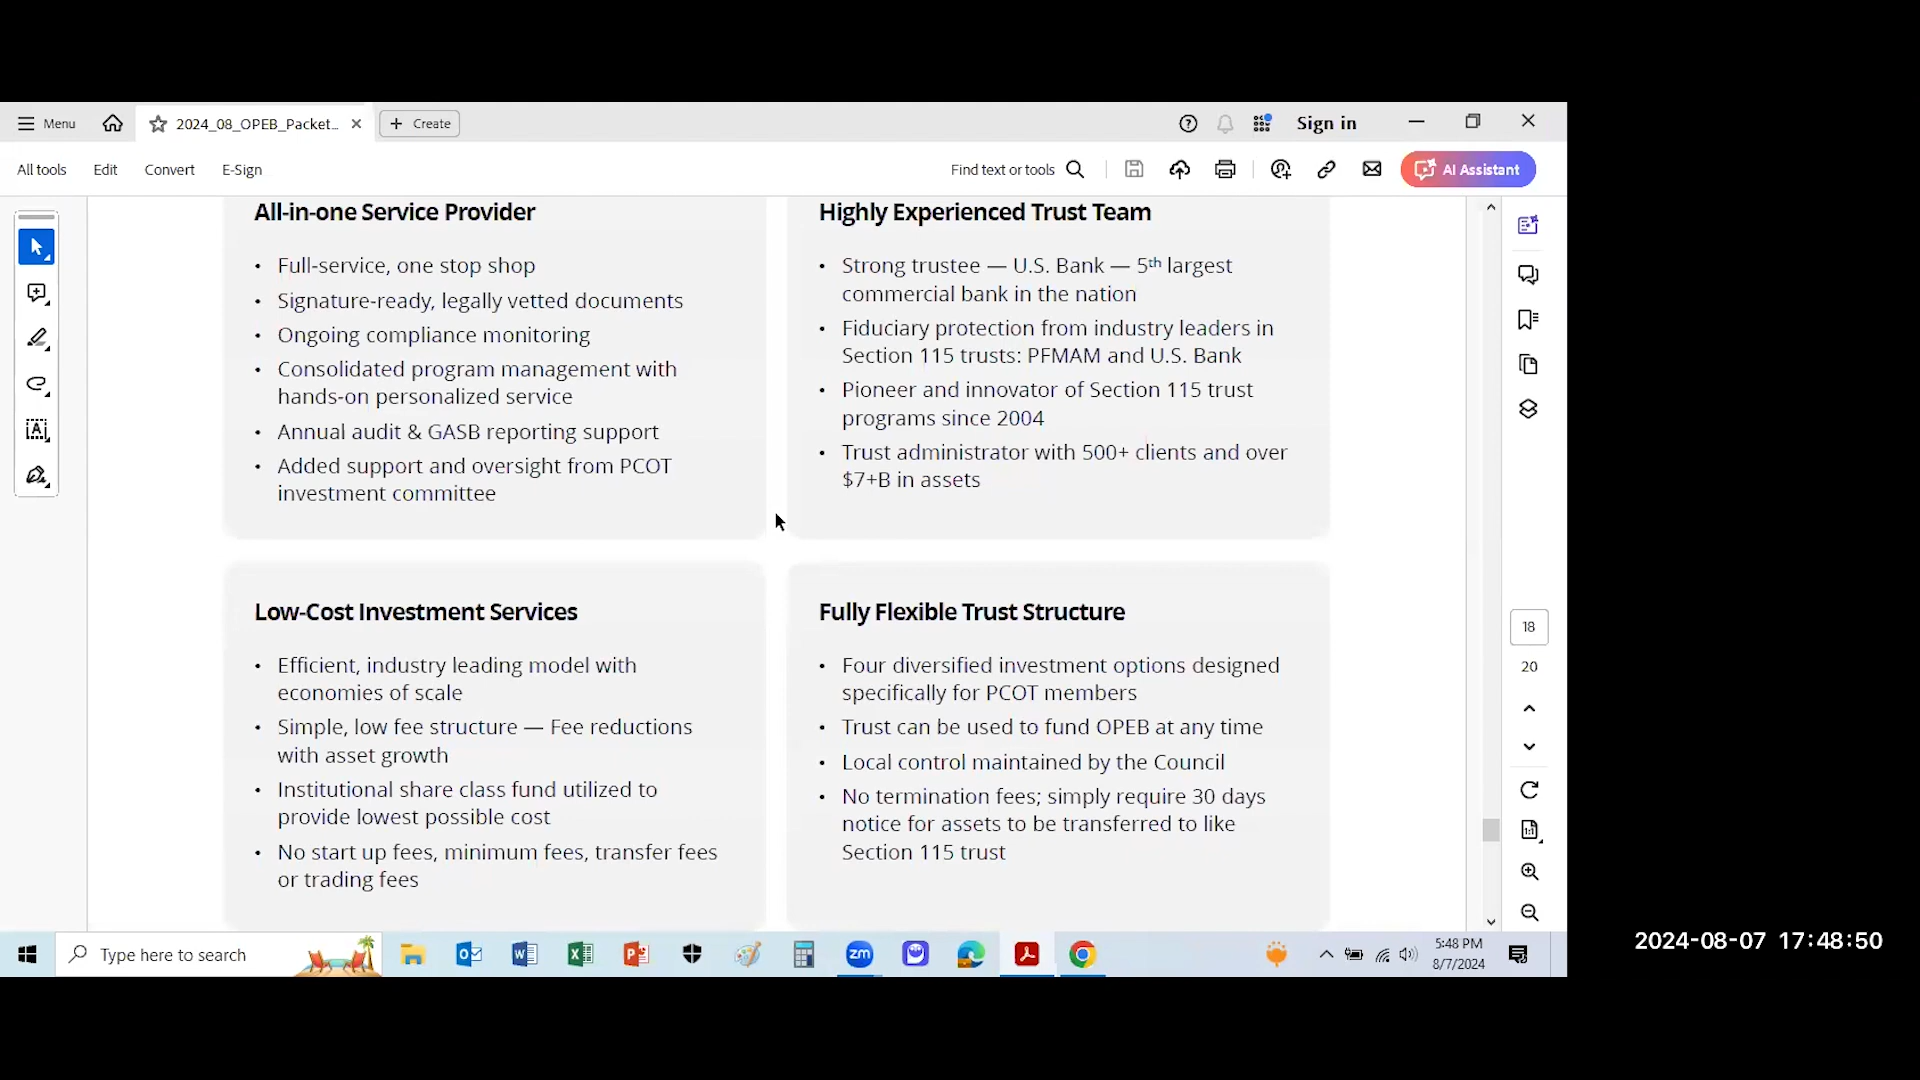 Menu
2024_08_OPEB_Packet...
Create
Sign in
All tools
Edit
Convert
E-Sign
Find text or tools
AI Assistant
All-in-one Service Provider
• Full-service, one stop shop
• Signature-ready, legally vetted documents
• Ongoing compliance monitoring
• Consolidated program management with
hands-on personalized service
• Annual audit & GASB reporting support
• Added support and oversight from PCOT
investment committee
Highly Experienced Trust Team
• Strong trustee — U.S. Bank — 5th largest
commercial bank in the nation
• Fiduciary protection from industry leaders in
Section 115 trusts: PFMAM and U.S. Bank
• Pioneer and innovator of Section 115 trust
programs since 2004
• Trust administrator with 500+ clients and over
$7+B in assets
Low-Cost Investment Services
• Efficient, industry leading model with
economies of scale
• Simple, low fee structure — Fee reductions
with asset growth
• Institutional share class fund utilized to
provide lowest possible cost
• No start up fees, minimum fees, transfer fees
or trading fees
Fully Flexible Trust Structure
• Four diversified investment options designed
specifically for PCOT members
• Trust can be used to fund OPEB at any time
• Local control maintained by the Council
• No termination fees; simply require 30 days
notice for assets to be transferred to like
Section 115 trust
18
20
1:1
Type here to search
zm
5:48 PM
8/7/2024
2024-08-07 17:48:50